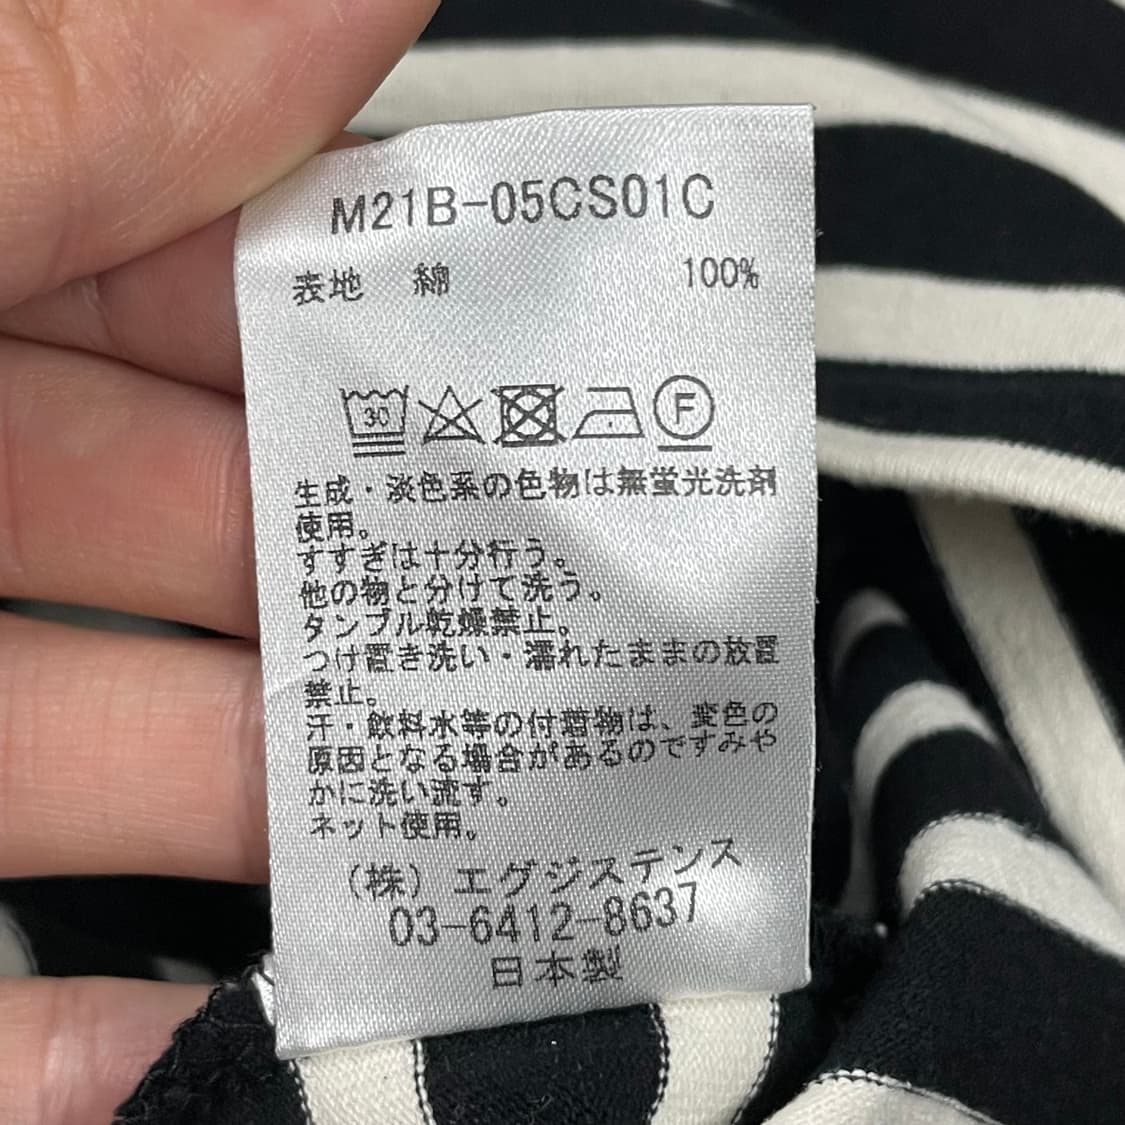 M21B-05CS01C
表地 綿 100%
30 F
生成・淡色系の色物は無蛍光洗剤
使用。
すすぎは十分行う。
他の物と分けて洗う。
タンブル乾燥禁止。
つけ置き洗い・濡れたままの放置
禁止。
汗・飲料水等の付着物は、変色の
原因となる場合があるのですみや
かに洗い流す。
ネット使用。
(株)エグジステンス
03-6412-8637
日本製